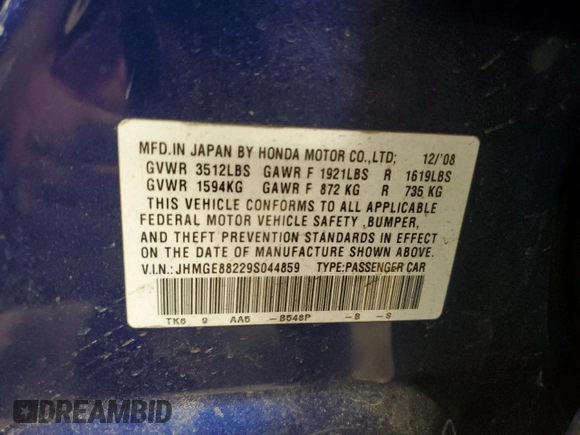 MFD.IN JAPAN BY HONDA MOTOR CO.,LTD; 12/'08
GVWR 3512LBS GAWR F 1921LBS R 1619LBS
GVWR 1594KG GAWR F 872 KG R 735 KG
THIS VEHICLE CONFORMS TO ALL APPLICABLE
FEDERAL MOTOR VEHICLE SAFETY ,BUMPER,
AND THEFT PREVENTION STANDARDS IN EFFECT
ON THE DATE OF MANUFACTURE SHOWN ABOVE.
V.I.N.:JHMGE88229S044859 TYPE:PASSENGER CAR
TK6 9 AA5 -B548P -8 -S
DREAMBID